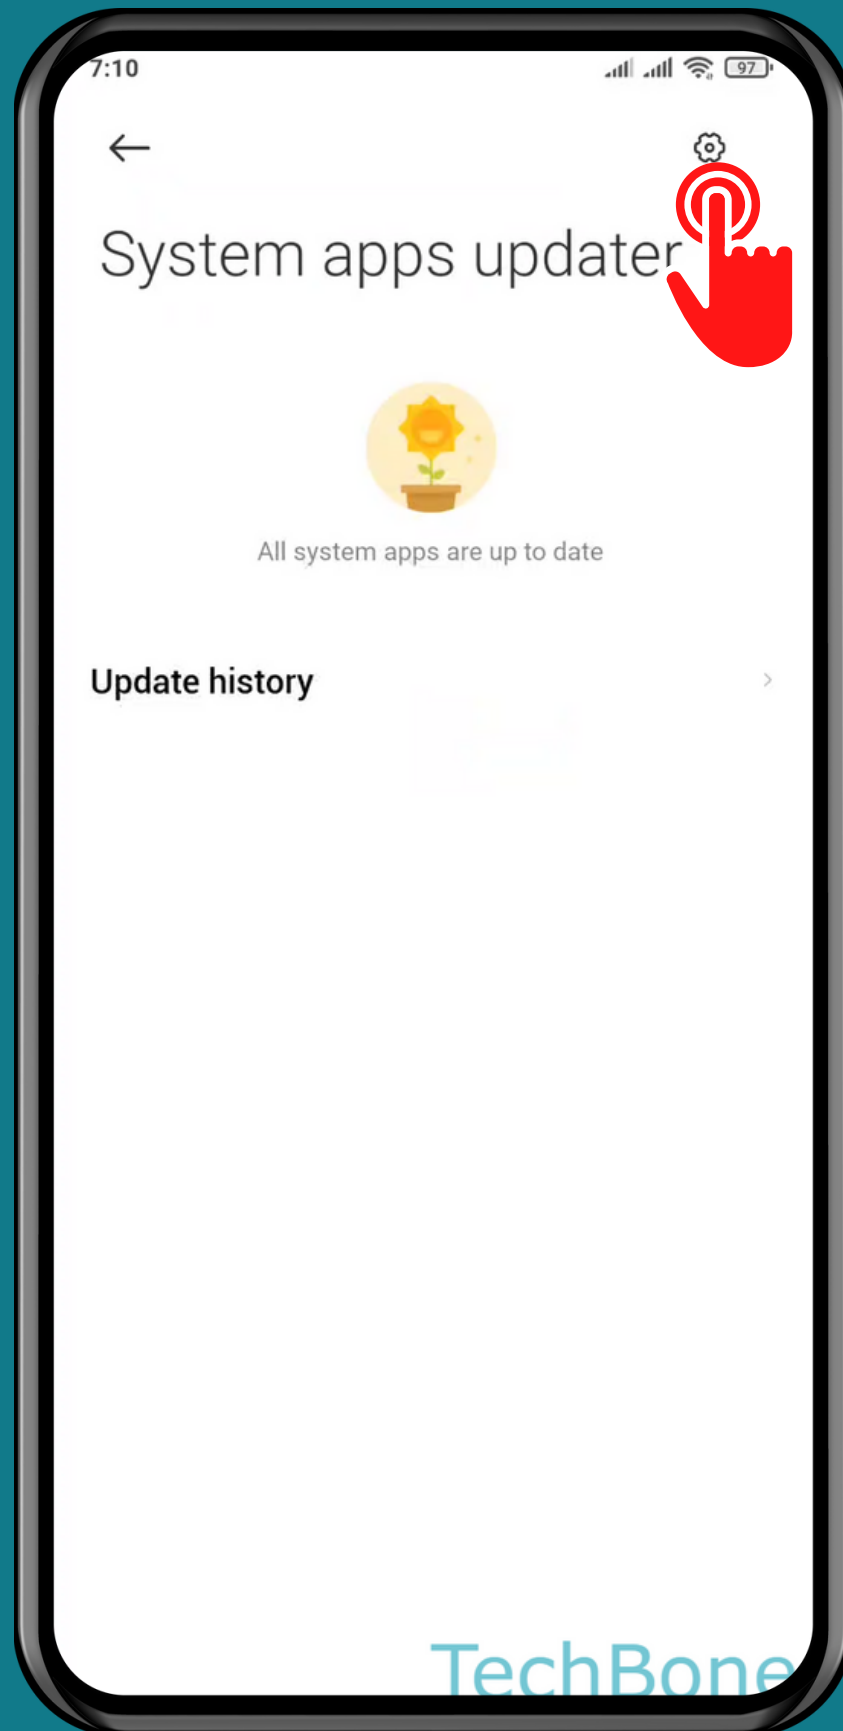 7:10
97
System apps updater
All system apps are up to date
Update history
TechBone